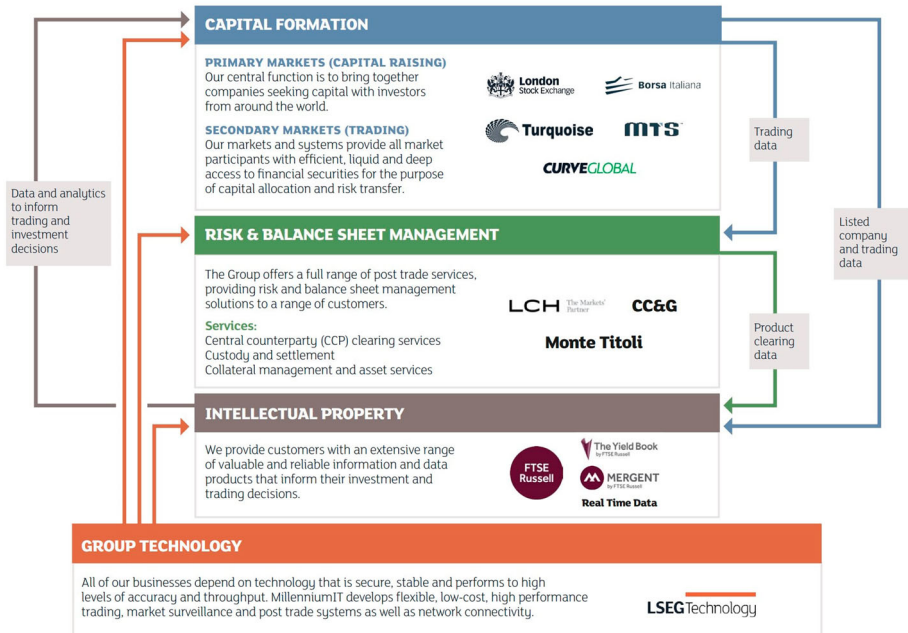 CAPITAL FORMATION
PRIMARY MARKETS (CAPITAL RAISING)
Our central function is to bring together
companies seeking capital with investors
from around the world.
SECONDARY MARKETS (TRADING)
Our markets and systems provide all market
participants with efficient, liquid and deep
access to financial securities for the purpose
of capital allocation and risk transfer.
London
Stock Exchange
Borsa Italiana
Turquoise
MTS
CURVEGLOBAL
Trading
data
Data and analytics
to inform
trading and
investment
decisions
Listed
company
and trading
data
RISK & BALANCE SHEET MANAGEMENT
The Group offers a full range of post trade services,
providing risk and balance sheet management
solutions to a range of customers.
Services:
Central counterparty (CCP) clearing services
Custody and settlement
Collateral management and asset services
LCH The Markets'
Partner
CC&G
Monte Titoli
Product
clearing
data
INTELLECTUAL PROPERTY
We provide customers with an extensive range
of valuable and reliable information and data
products that inform their investment and
trading decisions.
FTSE
Russell
The Yield Book
by FTSE Russell
MERGENT
by FTSE Russell
Real Time Data
GROUP TECHNOLOGY
All of our businesses depend on technology that is secure, stable and performs to high
levels of accuracy and throughput. MillenniumIT develops flexible, low-cost, high performance
trading, market surveillance and post trade systems as well as network connectivity.
LSEG Technology